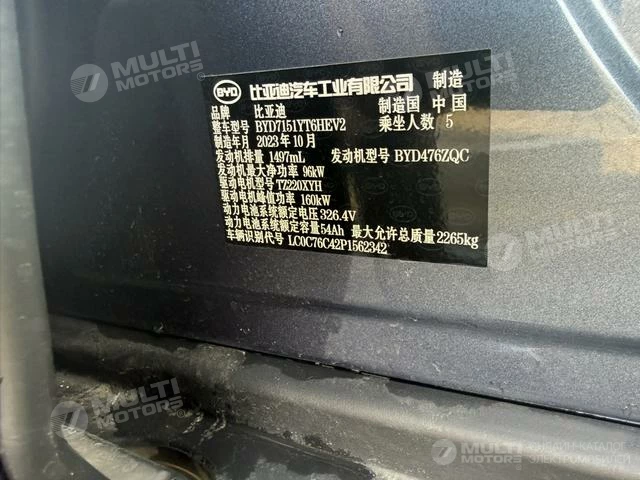 BYD 比亚迪汽车工业有限公司 制造
品牌 比亚迪 制造国 中国
整车型号 BYD7151YT6HEV2 乘坐人数 5
制造年月 2023年10月
发动机排量 1497mL 发动机型号 BYD476ZQC
发动机最大净功率 96kW
驱动电机型号 TZ220XYH
驱动电机峰值功率 160kW
动力电池系统额定电压 326.4V
动力电池系统额定容量 54Ah 最大允许总质量 2265kg
车辆识别代号 LC0C76C42P1562342
MULTI MOTORS
MULTI MOTORS
MULTI MOTORS
MULTI MOTORS
MULTI MOTORS
ОНЛАЙН-КАТАЛОГ
ЭЛЕКТРОМОБИЛЕЙ